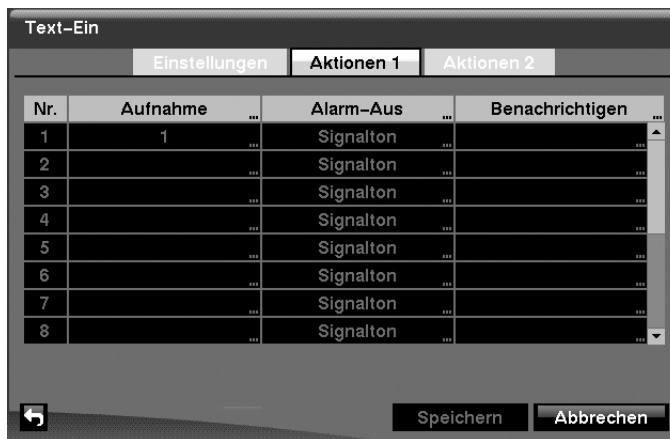 Text-Ein
Einstellungen Aktionen 1 Aktionen 2
Nr. Aufnahme ... Alarm-Aus ... Benachrichtigen ...
1 1 ... Signalton ... ...
2 ... Signalton ... ...
3 ... Signalton ... ...
4 ... Signalton ... ...
5 ... Signalton ... ...
6 ... Signalton ... ...
7 ... Signalton ... ...
8 ... Signalton ... ...
Speichern Abbrechen